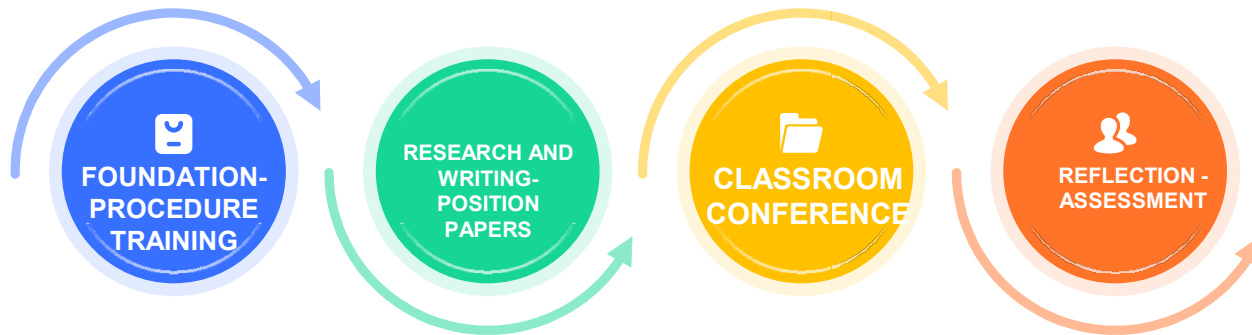 FOUNDATION-
PROCEDURE
TRAINING
RESEARCH AND
WRITING-
POSITION
PAPERS
CLASSROOM
CONFERENCE
REFLECTION -
ASSESSMENT